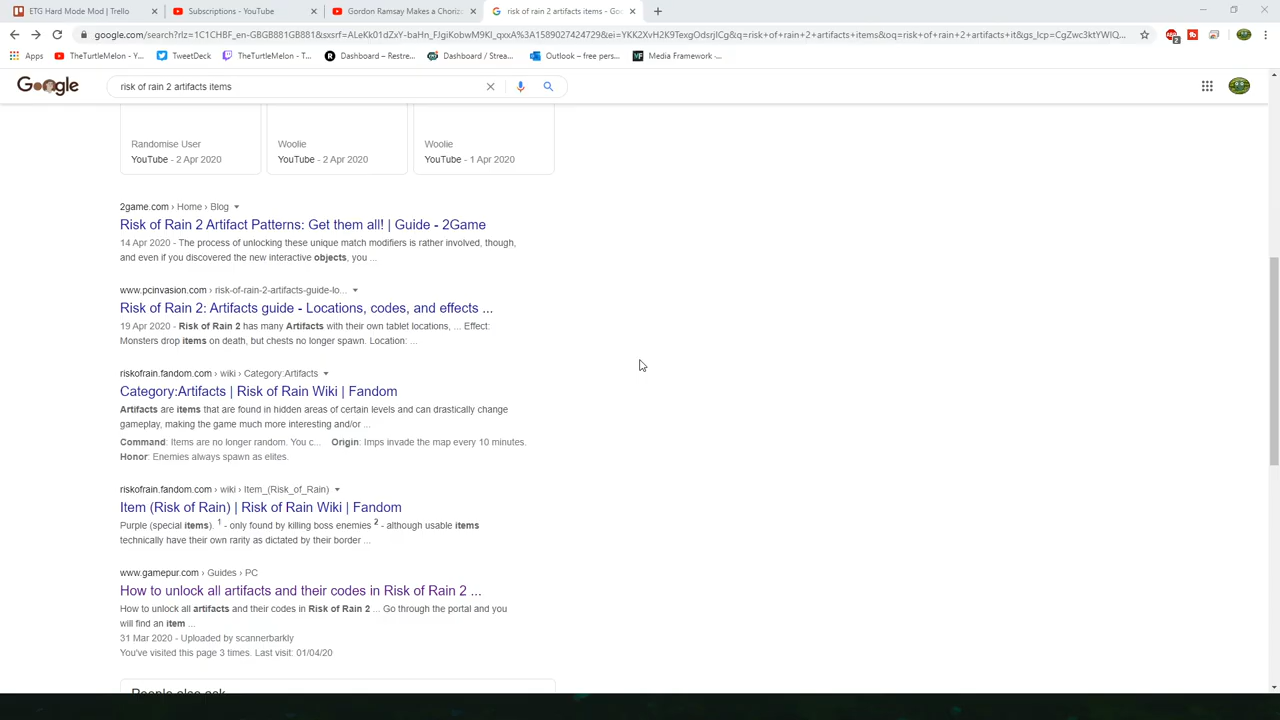 ETG Hard Mode Mod | Trello
Subscriptions - YouTube
Gordon Ramsay Makes a Choriz
risk of rain 2 artifacts items - Go
google.com/search?rlz=1C1CHBF_en-GBGB881GB881&sxsrf=ALeKk01dZxY-baHn_FJgiKobwM9KI_qxxA%3A1589027424729&ei=YKK2XvH2K9TexgOdsrjICg&q=risk+of+rain+2+artifacts+items&oq=risk+of+rain+2+artifacts+it&gs_lcp=CgZwc3ktYWIQ...
2
Apps
TheTurtleMelon - Y...
TweetDeck
TheTurtleMelon - T...
Dashboard – Restre...
Dashboard / Strea...
Outlook – free pers...
Media Framework -...
Google
risk of rain 2 artifacts items
Randomise User
YouTube - 2 Apr 2020
Woolie
YouTube - 2 Apr 2020
Woolie
YouTube - 1 Apr 2020
2game.com › Home › Blog
Risk of Rain 2 Artifact Patterns: Get them all! | Guide - 2Game
14 Apr 2020 - The process of unlocking these unique match modifiers is rather involved, though,
and even if you discovered the new interactive objects, you ...
www.pcinvasion.com › risk-of-rain-2-artifacts-guide-lo...
Risk of Rain 2: Artifacts guide - Locations, codes, and effects ...
19 Apr 2020 - Risk of Rain 2 has many Artifacts with their own tablet locations, ... Effect:
Monsters drop items on death, but chests no longer spawn. Location: ...
riskofrain.fandom.com › wiki › Category:Artifacts
Category:Artifacts | Risk of Rain Wiki | Fandom
Artifacts are items that are found in hidden areas of certain levels and can drastically change
gameplay, making the game much more interesting and/or ...
Command: Items are no longer random. You c... Origin: Imps invade the map every 10 minutes.
Honor: Enemies always spawn as elites.
riskofrain.fandom.com › wiki › Item_(Risk_of_Rain)
Item (Risk of Rain) | Risk of Rain Wiki | Fandom
Purple (special items). 1 - only found by killing boss enemies 2 - although usable items
technically have their own rarity as dictated by their border ...
www.gamepur.com › Guides › PC
How to unlock all artifacts and their codes in Risk of Rain 2 ...
How to unlock all artifacts and their codes in Risk of Rain 2 ... Go through the portal and you
will find an item ...
31 Mar 2020 - Uploaded by scannerbarkly
You've visited this page 3 times. Last visit: 01/04/20
People also ask